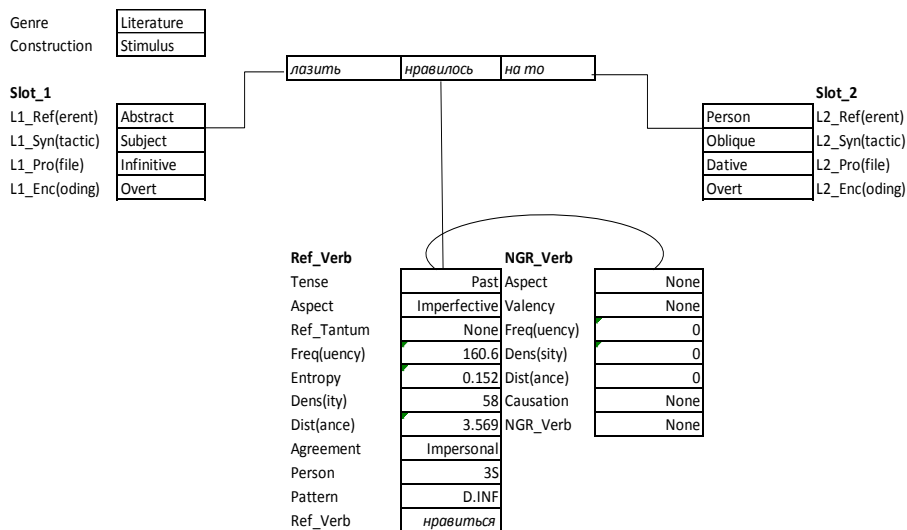 Genre Literature
Construction Stimulus
лазить нравилось на то
Slot_1 Slot_2
L1_Ref(erent) Abstract Person L2_Ref(erent)
L1_Syn(tactic) Subject Oblique L2_Syn(tactic)
L1_Pro(file) Infinitive Dative L2_Pro(file)
L1_Enc(oding) Overt Overt L2_Enc(oding)
Ref_Verb NGR_Verb
Tense Past Aspect None
Aspect Imperfective Valency None
Ref_Tantum None Freq(uency) 0
Freq(uency) 160.6 Dens(sity) 0
Entropy 0.152 Dist(ance) 0
Dens(ity) 58 Causation None
Dist(ance) 3.569 NGR_Verb None
Agreement Impersonal
Person 3S
Pattern D.INF
Ref_Verb нравиться